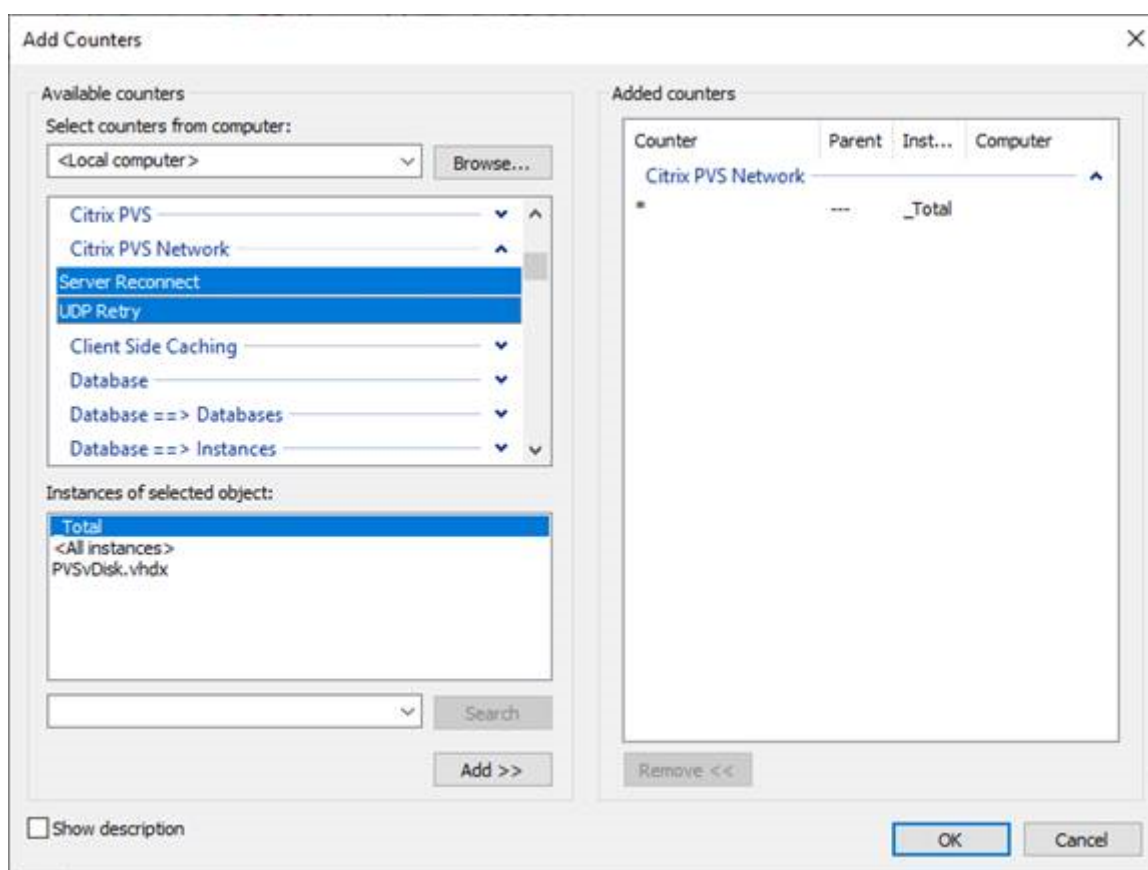 Add Counters
Available counters
Select counters from computer:
<Local computer>
Browse...
Citrix PVS
Citrix PVS Network
Server Reconnect
UDP Retry
Client Side Caching
Database
Database ==> Databases
Database ==> Instances
Instances of selected object:
_Total
<All instances>
PVSvDisk.vhdx
Search
Add >>
Show description
Added counters
Counter Parent Inst... Computer
Citrix PVS Network
* --- _Total
Remove <<
OK Cancel